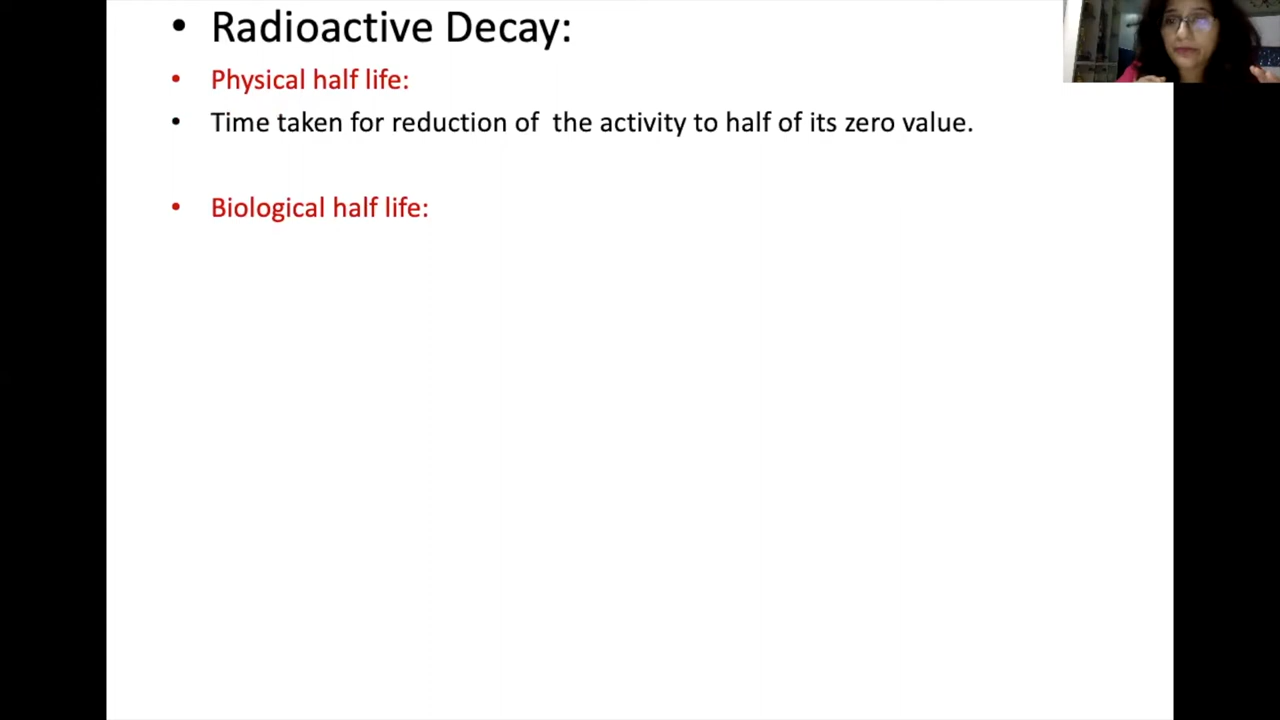 • Radioactive Decay:
• Physical half life:
• Time taken for reduction of  the activity to half of its zero value.
• Biological half life: